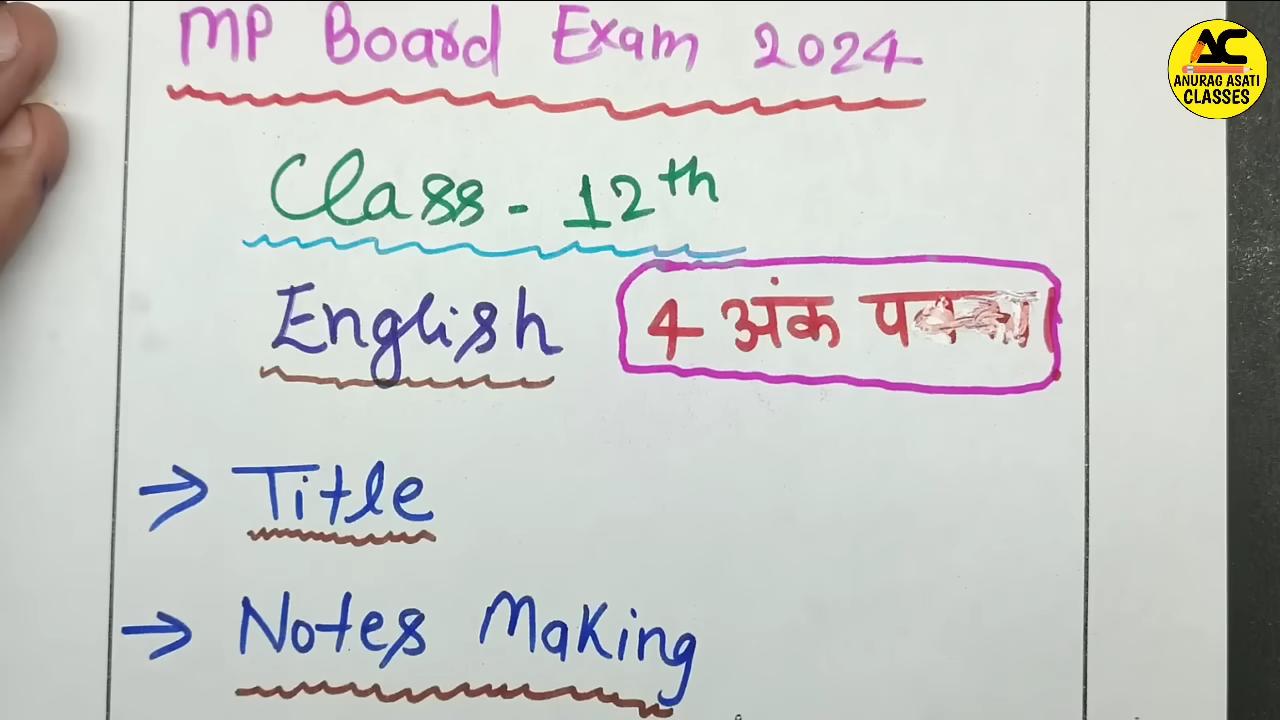 MP Board Exam 2024
AC
ANURAG ASATI
CLASSES
Class - 12th
English
4 अंक
→ Title
→ Notes Making